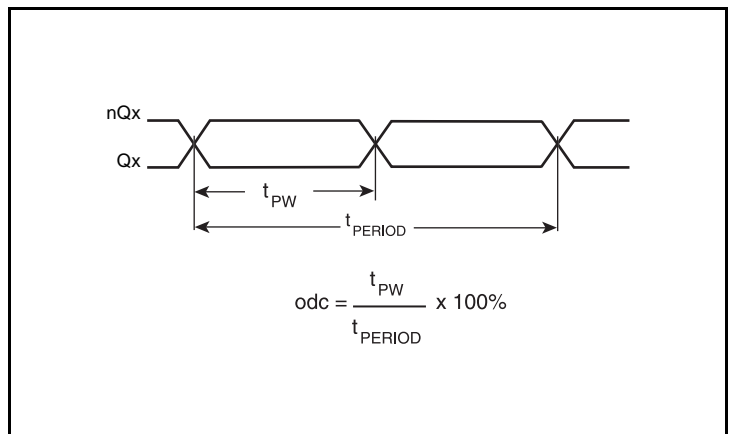 nQx
Qx
tPW
tPERIOD
odc = tPW / tPERIOD x 100%